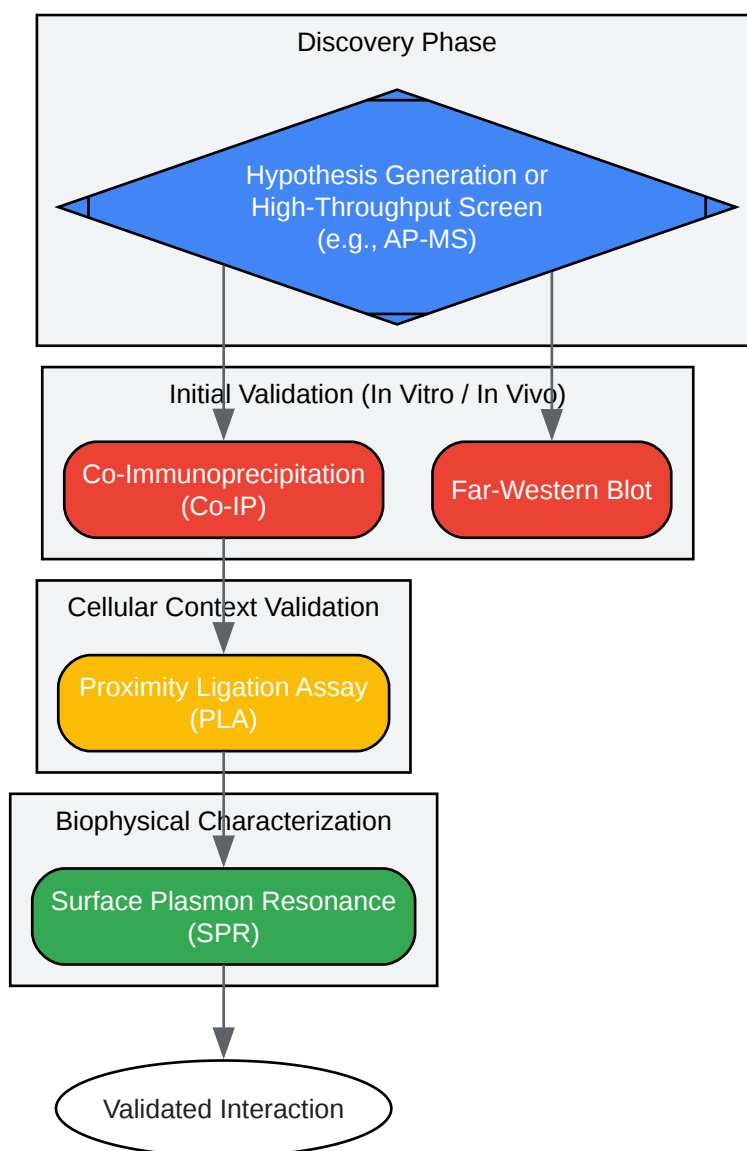 Discovery Phase
Hypothesis Generation or
High-Throughput Screen
(e.g., AP-MS)
Initial Validation (In Vitro / In Vivo)
Co-Immunoprecipitation
(Co-IP)
Far-Western Blot
Cellular Context Validation
Proximity Ligation Assay
(PLA)
Biophysical Characterization
Surface Plasmon Resonance
(SPR)
Validated Interaction